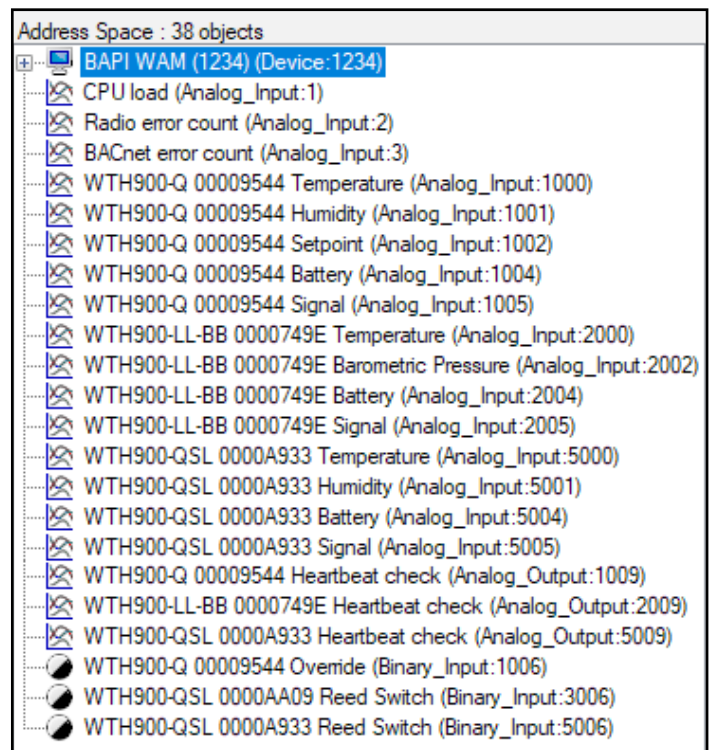 Address Space : 38 objects
BAPI WAM (1234) (Device:1234)
CPU load (Analog_Input:1)
Radio error count (Analog_Input:2)
BACnet error count (Analog_Input:3)
WTH900-Q 00009544 Temperature (Analog_Input:1000)
WTH900-Q 00009544 Humidity (Analog_Input:1001)
WTH900-Q 00009544 Setpoint (Analog_Input:1002)
WTH900-Q 00009544 Battery (Analog_Input:1004)
WTH900-Q 00009544 Signal (Analog_Input:1005)
WTH900-LL-BB 0000749E Temperature (Analog_Input:2000)
WTH900-LL-BB 0000749E Barometric Pressure (Analog_Input:2002)
WTH900-LL-BB 0000749E Battery (Analog_Input:2004)
WTH900-LL-BB 0000749E Signal (Analog_Input:2005)
WTH900-QSL 0000A933 Temperature (Analog_Input:5000)
WTH900-QSL 0000A933 Humidity (Analog_Input:5001)
WTH900-QSL 0000A933 Battery (Analog_Input:5004)
WTH900-QSL 0000A933 Signal (Analog_Input:5005)
WTH900-Q 00009544 Heartbeat check (Analog_Output:1009)
WTH900-LL-BB 0000749E Heartbeat check (Analog_Output:2009)
WTH900-QSL 0000A933 Heartbeat check (Analog_Output:5009)
WTH900-Q 00009544 Override (Binary_Input:1006)
WTH900-QSL 0000AA09 Reed Switch (Binary_Input:3006)
WTH900-QSL 0000A933 Reed Switch (Binary_Input:5006)